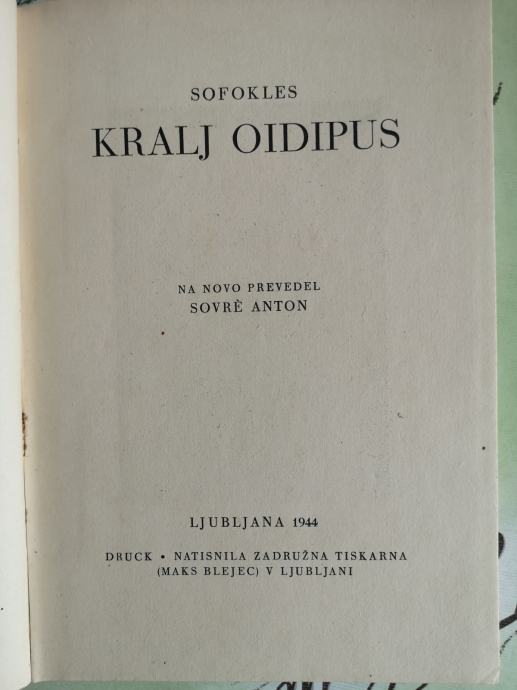 SOFOKLES
KRALJ OIDIPUS
NA NOVO PREVEDEL
SOVRÈ ANTON
LJUBLJANA 1944
DRUCK • NATISNILA ZADRUŽNA TISKARNA
(MAKS BLEJEC) V LJUBLJANI